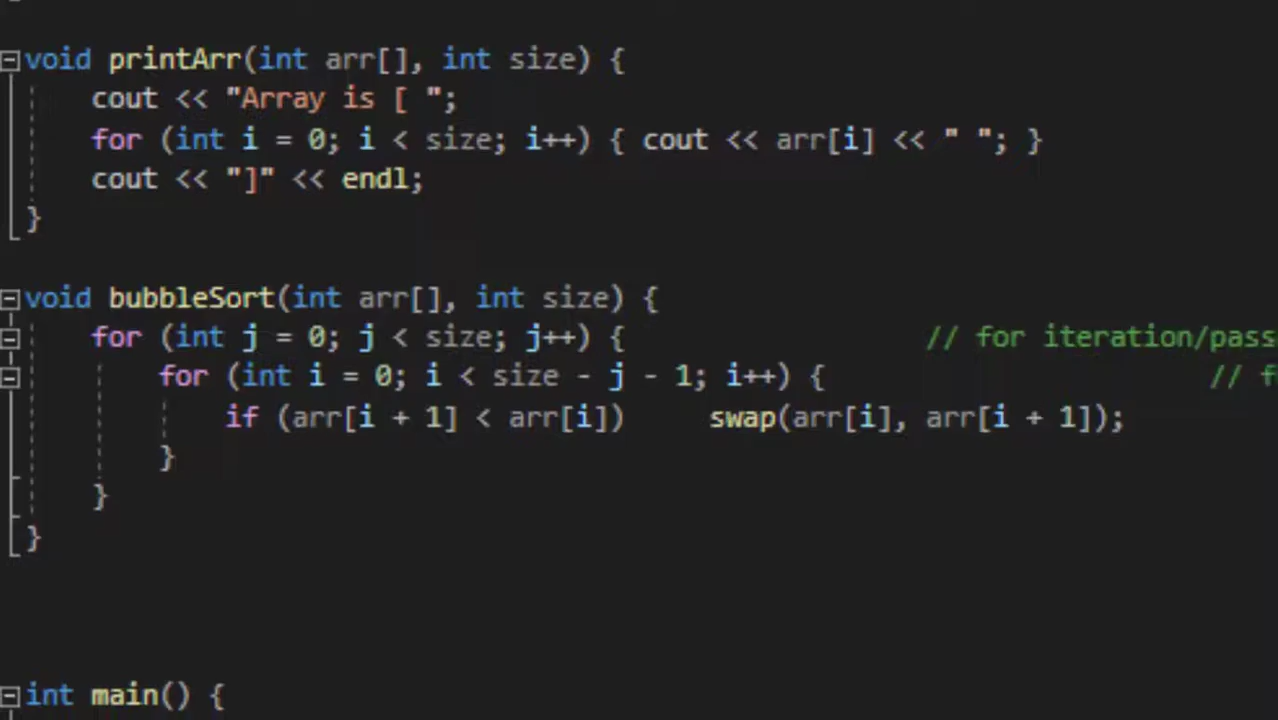 void printArr(int arr[], int size) {
cout << "Array is [ ";
for (int i = 0; i < size; i++) { cout << arr[i] << " "; }
cout << "]" << endl;
}
void bubbleSort(int arr[], int size) {
for (int j = 0; j < size; j++) { // for iteration/pass
for (int i = 0; i < size - j - 1; i++) { //
if (arr[i + 1] < arr[i]) swap(arr[i], arr[i + 1]);
}
}
}
int main() {